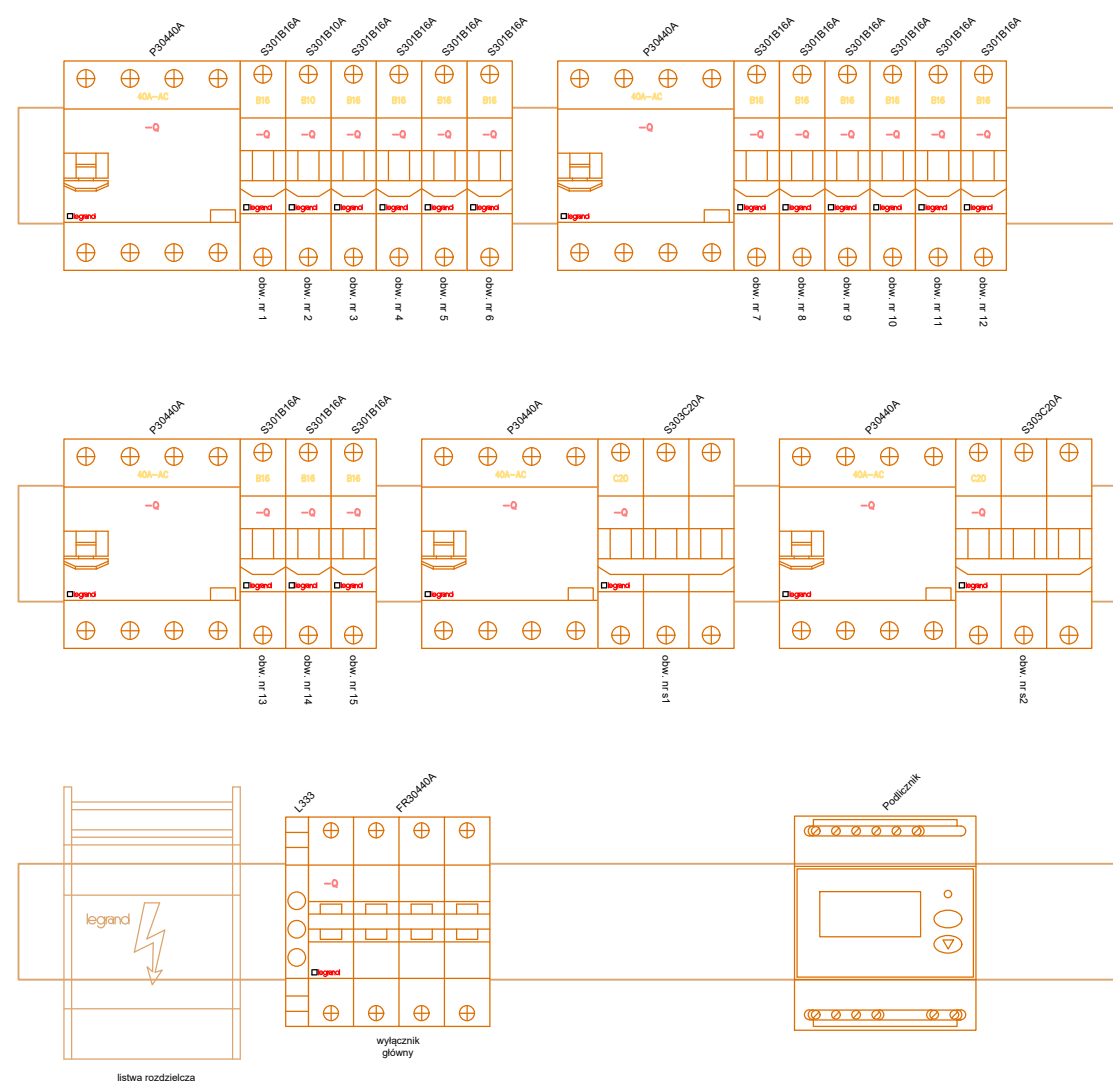 P30440A S301B16A S301B10A S301B16A S301B16A S301B16A S301B16A P30440A S301B16A S301B16A S301B16A S301B16A S301B16A S301B16A
40A-AC B16 B10 B16 B16 B16 B16 40A-AC B16 B16 B16 B16 B16 B16
-Q -Q -Q -Q -Q -Q -Q -Q -Q -Q -Q -Q -Q -Q
legrand legrand legrand legrand legrand legrand legrand legrand legrand legrand legrand legrand legrand legrand
obw. nr 1
obw. nr 2
obw. nr 3
obw. nr 4
obw. nr 5
obw. nr 6
obw. nr 7
obw. nr 8
obw. nr 9
obw. nr 10
obw. nr 11
obw. nr 12
P30440A S301B16A S301B16A S301B16A P30440A S303C20A P30440A S303C20A
40A-AC B16 B16 B16 40A-AC C20 40A-AC C20
-Q -Q -Q -Q -Q -Q -Q -Q
legrand legrand legrand legrand legrand legrand legrand legrand
obw. nr 13
obw. nr 14
obw. nr 15
obw. nr s1
obw. nr s2
L333 FR30440A Podlicznik
-Q
legrand
legrand
wyłącznik
główny
listwa rozdzielcza